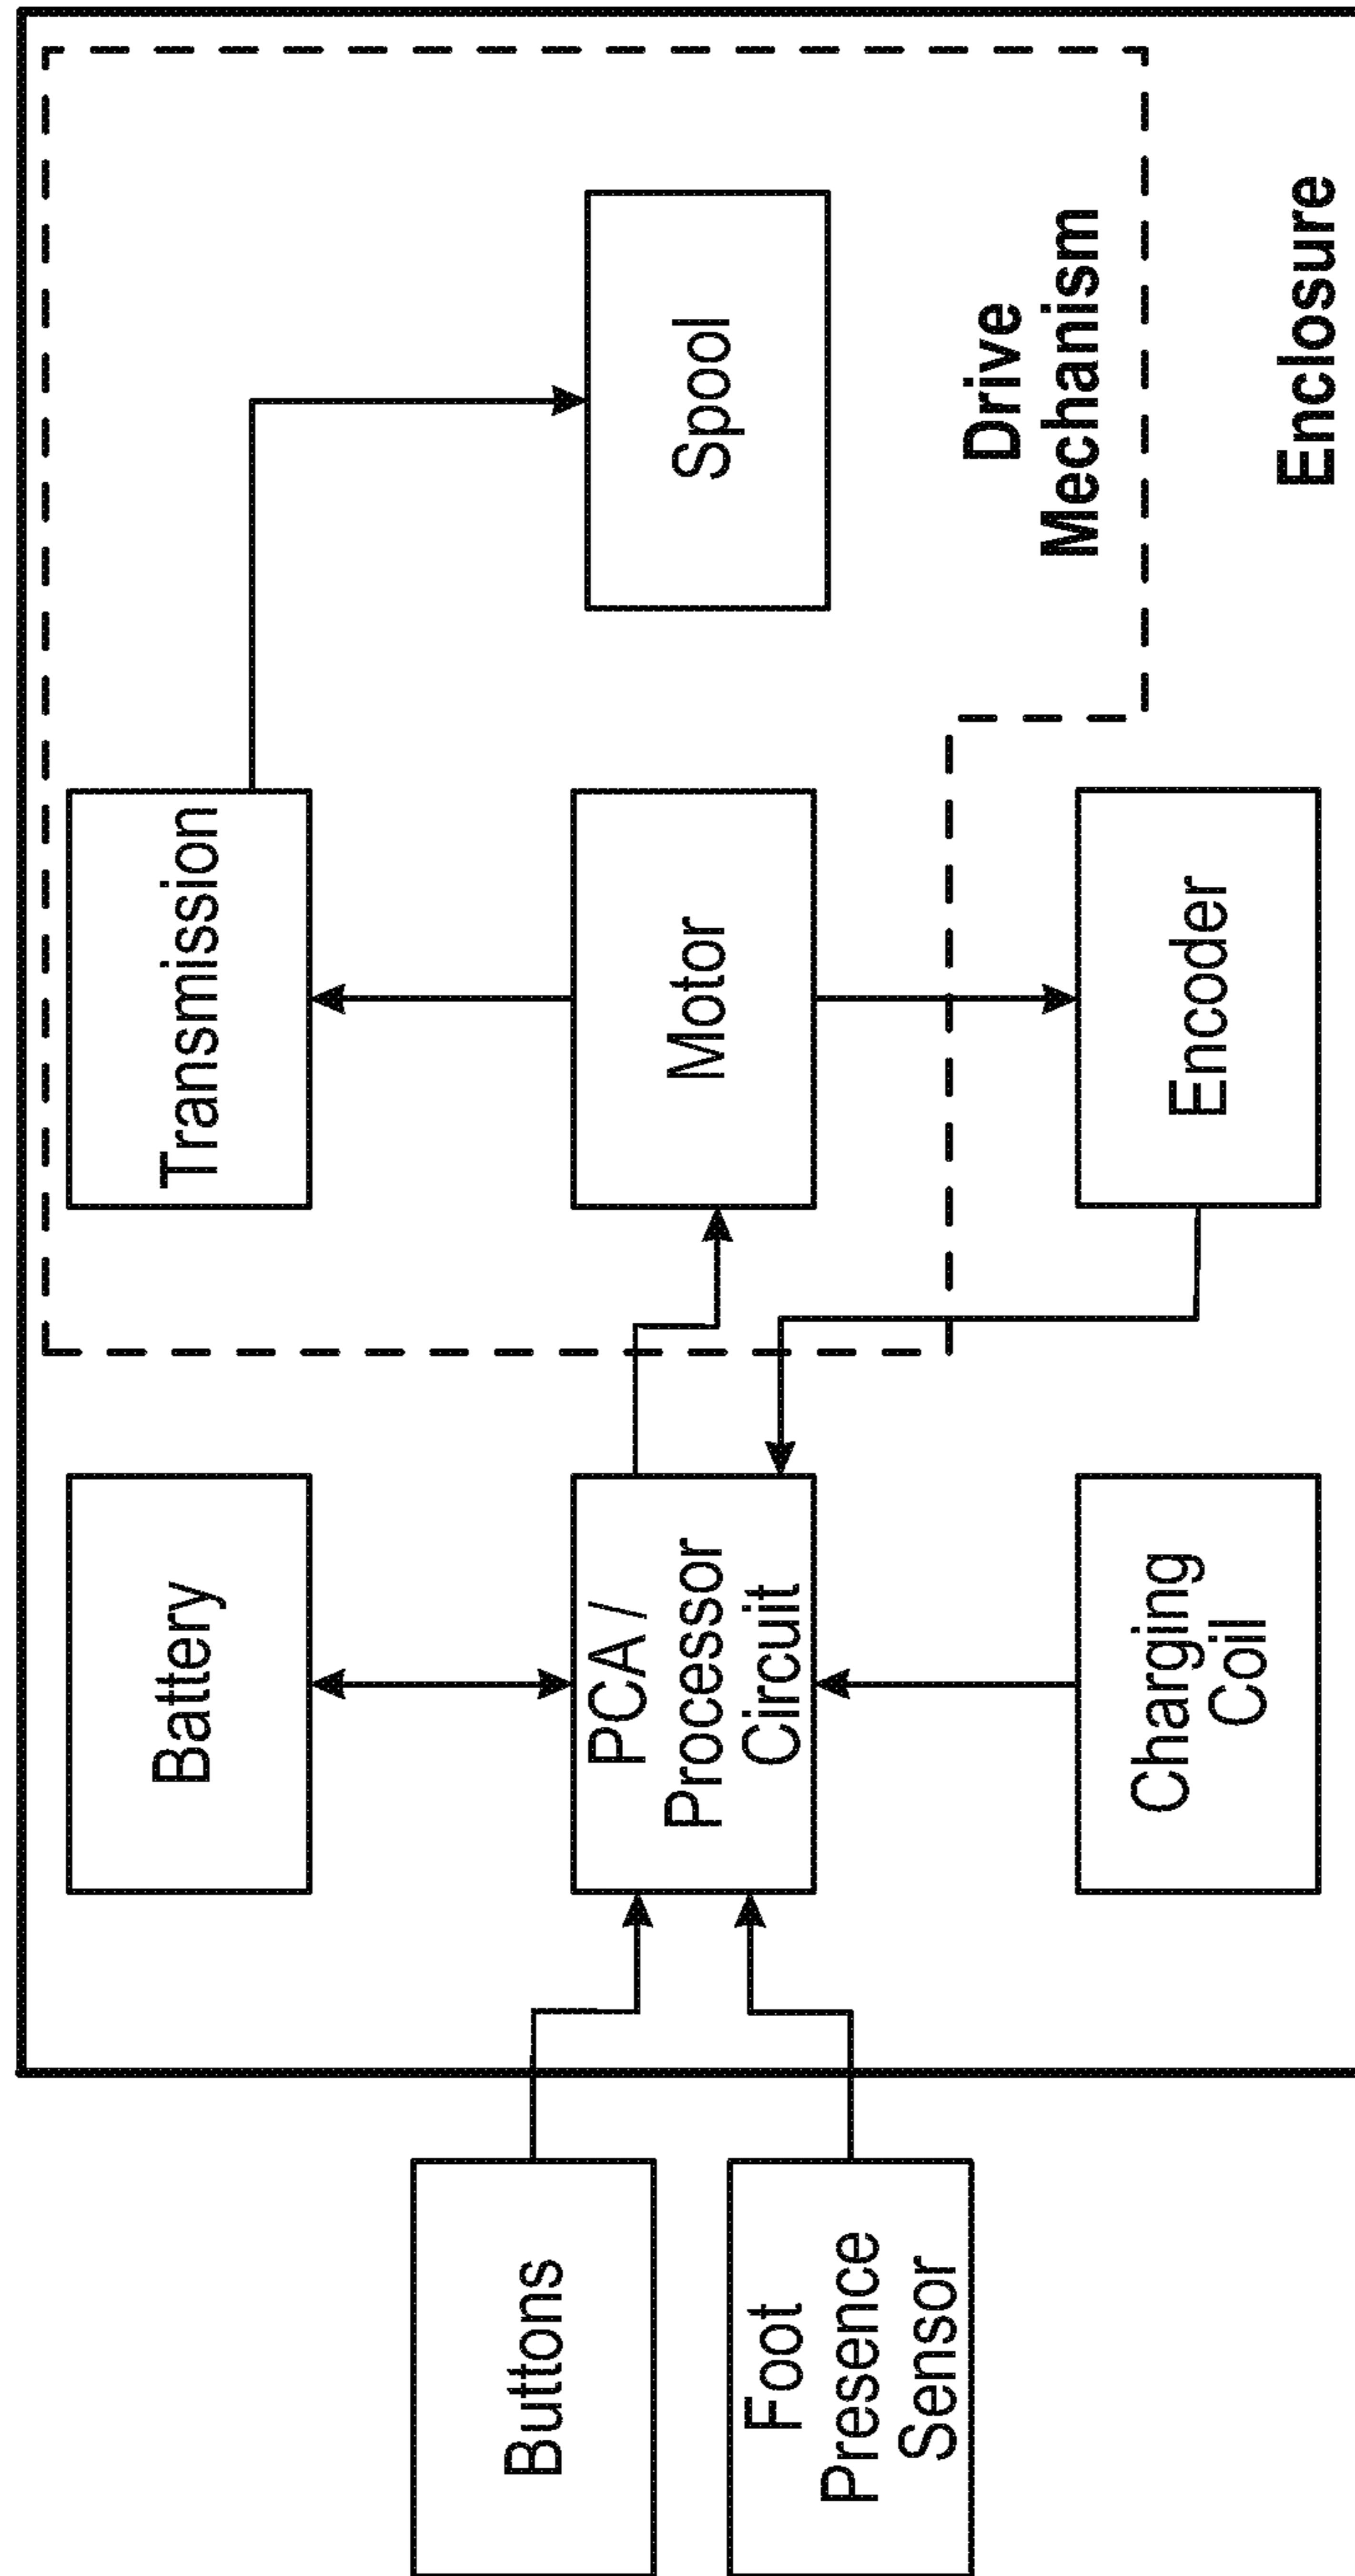 Buttons
Foot
Presence
Sensor
Battery
PCA /
Processor
Circuit
Charging
Coil
Transmission
Motor
Encoder
Spool
Drive
Mechanism
Enclosure